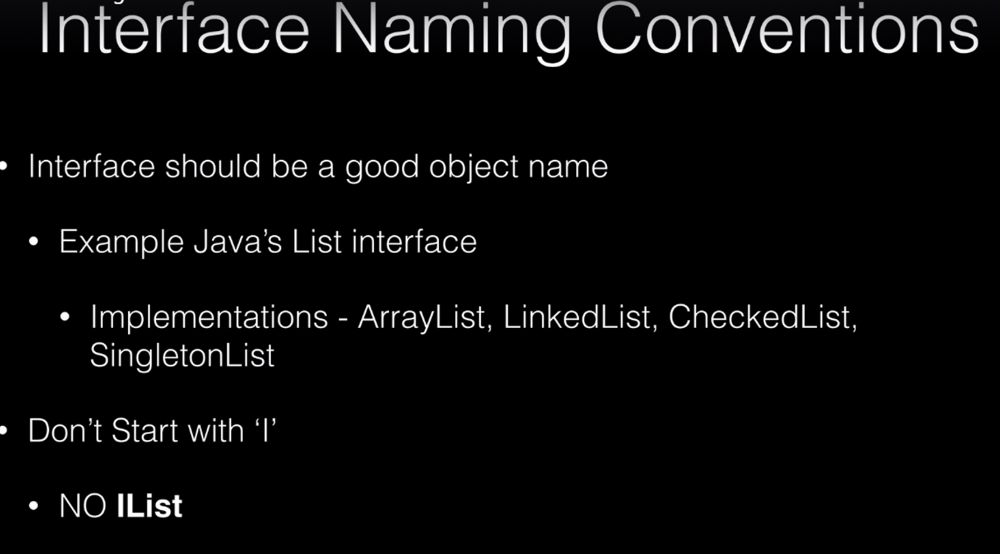 Interface Naming Conventions
• Interface should be a good object name
• Example Java’s List interface
• Implementations - ArrayList, LinkedList, CheckedList,
SingletonList
• Don’t Start with ‘I’
• NO IList